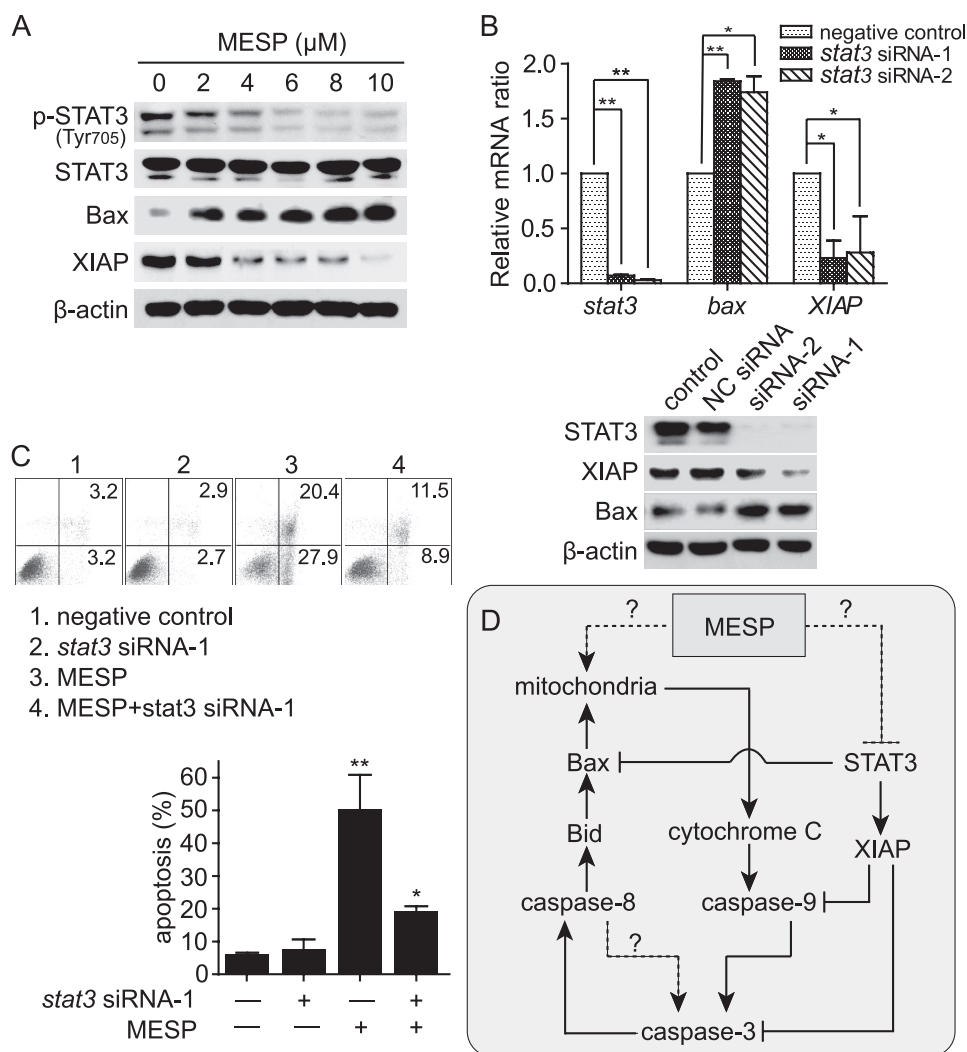 A
MESP (µM)
0 2 4 6 8 10
p-STAT3
(Tyr705)
STAT3
Bax
XIAP
β-actin
B
negative control
stat3 siRNA-1
stat3 siRNA-2
Relative mRNA ratio
2.0
1.5
1.0
0.5
0.0
** ** ** * * *
stat3 bax XIAP
control NC siRNA siRNA-2 siRNA-1
STAT3
XIAP
Bax
β-actin
C
1 2 3 4
3.2 2.9 20.4 11.5
3.2 2.7 27.9 8.9
1. negative control
2. stat3 siRNA-1
3. MESP
4. MESP+stat3 siRNA-1
apoptosis (%)
60
50
40
30
20
10
0
** *
stat3 siRNA-1 — + — +
MESP — — + +
D
? MESP ?
mitochondria
Bax STAT3
Bid cytochrome C XIAP
caspase-8 caspase-9
?
caspase-3